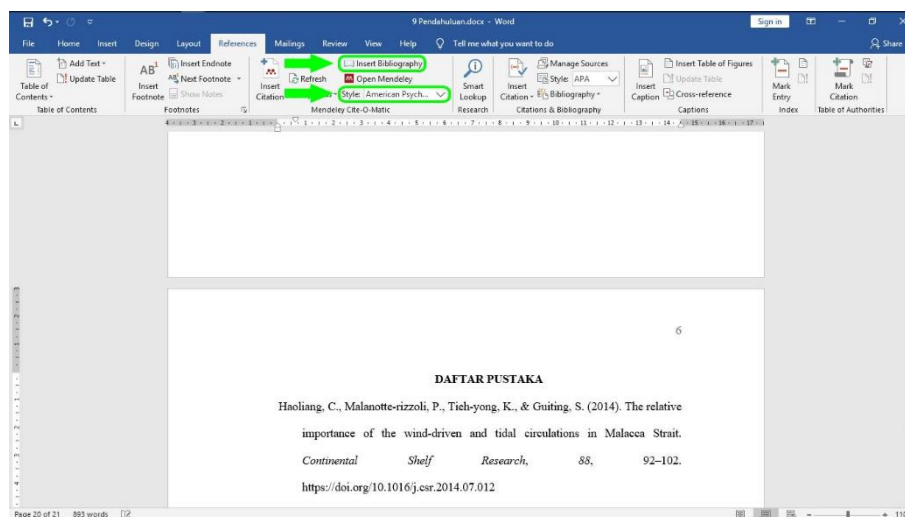 9 Pendahuluan.docx - Word
Sign in
File Home Insert Design Layout References Mailings Review View Help Tell me what you want to do Share
Table of Contents
Add Text
Update Table
Table of Contents
AB1 Insert Footnote
Insert Endnote
Next Footnote
Show Notes
Footnotes
Insert Citation
Refresh
Insert Bibliography
Open Mendeley
Style: American Psych...
Mendeley Cite-O-Matic
Smart Lookup
Research
Insert Citation
Manage Sources
Style: APA
Bibliography
Citations & Bibliography
Insert Caption
Insert Table of Figures
Update Table
Cross-reference
Captions
Mark Entry
Index
Mark Citation
Table of Authorities
6
DAFTAR PUSTAKA
Haoliang, C., Malanotte-rizzoli, P., Tieh-yong, K., & Guiting, S. (2014). The relative
importance of the wind-driven and tidal circulations in Malacca Strait.
Continental Shelf Research, 88, 92–102.
https://doi.org/10.1016/j.csr.2014.07.012
Page 20 of 21 893 words